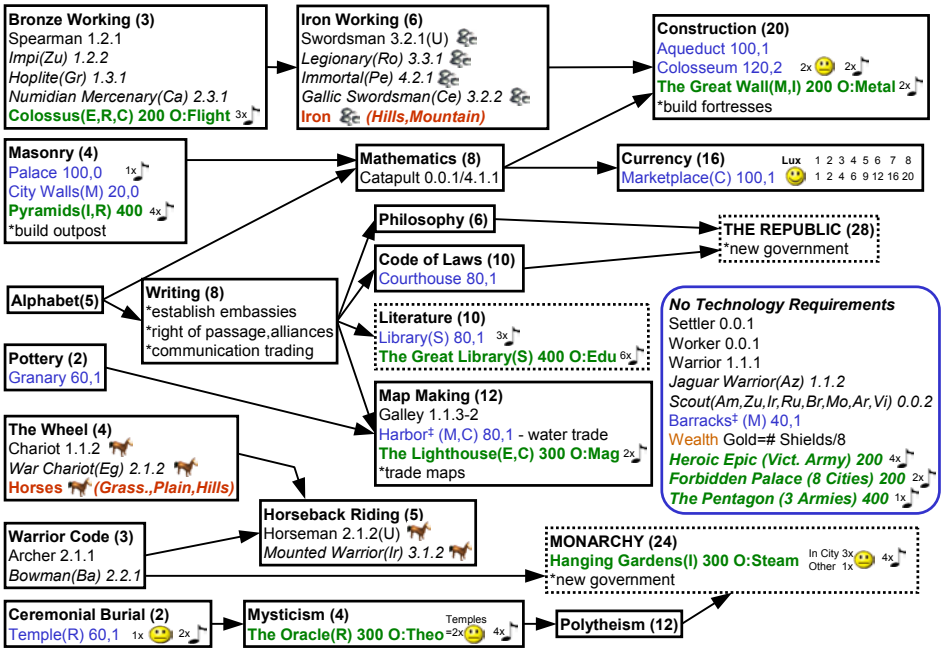 Bronze Working (3)
Spearman 1.2.1
Impi(Zu) 1.2.2
Hoplite(Gr) 1.3.1
Numidian Mercenary(Ca) 2.3.1
Colossus(E,R,C) 200 O:Flight 3x
Iron Working (6)
Swordsman 3.2.1(U)
Legionary(Ro) 3.3.1
Immortal(Pe) 4.2.1
Gallic Swordsman(Ce) 3.2.2
Iron (Hills,Mountain)
Construction (20)
Aqueduct 100,1
Colosseum 120,2 2x 2x
The Great Wall(M,I) 200 O:Metal 2x
*build fortresses
Masonry (4)
Palace 100,0 1x
City Walls(M) 20,0
Pyramids(I,R) 400 4x
*build outpost
Mathematics (8)
Catapult 0.0.1/4.1.1
Currency (16)
Marketplace(C) 100,1
Lux 1 2 3 4 5 6 7 8
1 2 4 6 9 12 16 20
Philosophy (6)
THE REPUBLIC (28)
*new government
Code of Laws (10)
Courthouse 80,1
Alphabet(5)
Writing (8)
*establish embassies
*right of passage,alliances
*communication trading
Literature (10)
Library(S) 80,1 3x
The Great Library(S) 400 O:Edu 6x
Pottery (2)
Granary 60,1
Map Making (12)
Galley 1.1.3-2
Harbor‡ (M,C) 80,1 - water trade
The Lighthouse(E,C) 300 O:Mag 2x
*trade maps
No Technology Requirements
Settler 0.0.1
Worker 0.0.1
Warrior 1.1.1
Jaguar Warrior(Az) 1.1.2
Scout(Am,Zu,Ir,Ru,Br,Mo,Ar,Vi) 0.0.2
Barracks‡ (M) 40,1
Wealth Gold=# Shields/8
Heroic Epic (Vict. Army) 200 4x
Forbidden Palace (8 Cities) 200 2x
The Pentagon (3 Armies) 400 1x
The Wheel (4)
Chariot 1.1.2
War Chariot(Eg) 2.1.2
Horses (Grass.,Plain,Hills)
Horseback Riding (5)
Horseman 2.1.2(U)
Mounted Warrior(Ir) 3.1.2
Warrior Code (3)
Archer 2.1.1
Bowman(Ba) 2.2.1
MONARCHY (24)
Hanging Gardens(I) 300 O:Steam In City 3x Other 1x 4x
*new government
Ceremonial Burial (2)
Temple(R) 60,1 1x 2x
Mysticism (4)
The Oracle(R) 300 O:Theo Temples =2x 4x
Polytheism (12)